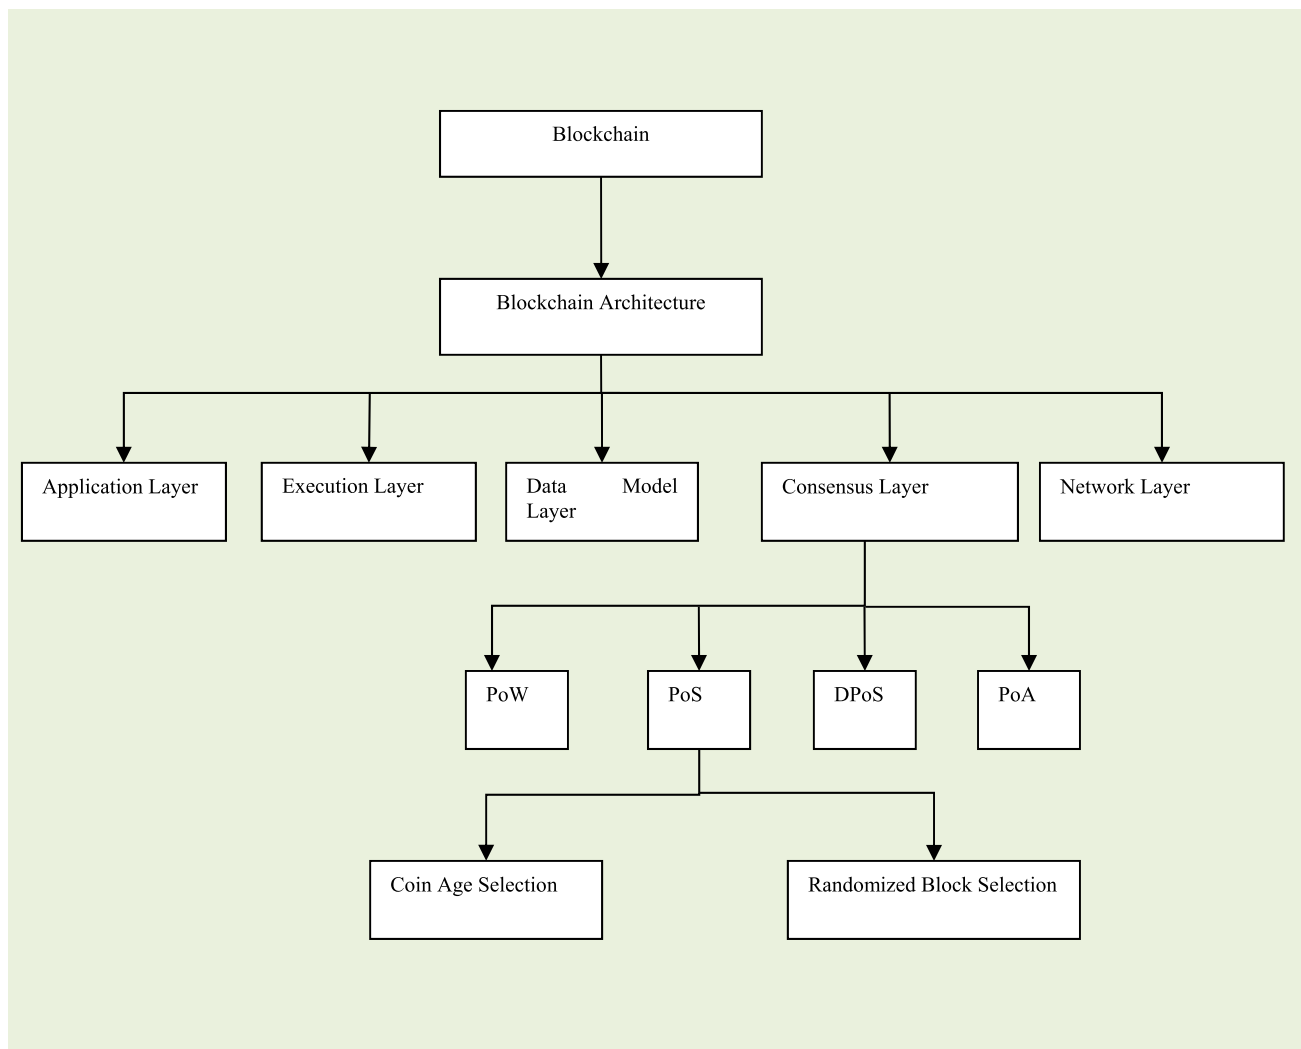 Blockchain
Blockchain Architecture
Application Layer
Execution Layer
Data Model
Layer
Consensus Layer
Network Layer
PoW
PoS
DPoS
PoA
Coin Age Selection
Randomized Block Selection